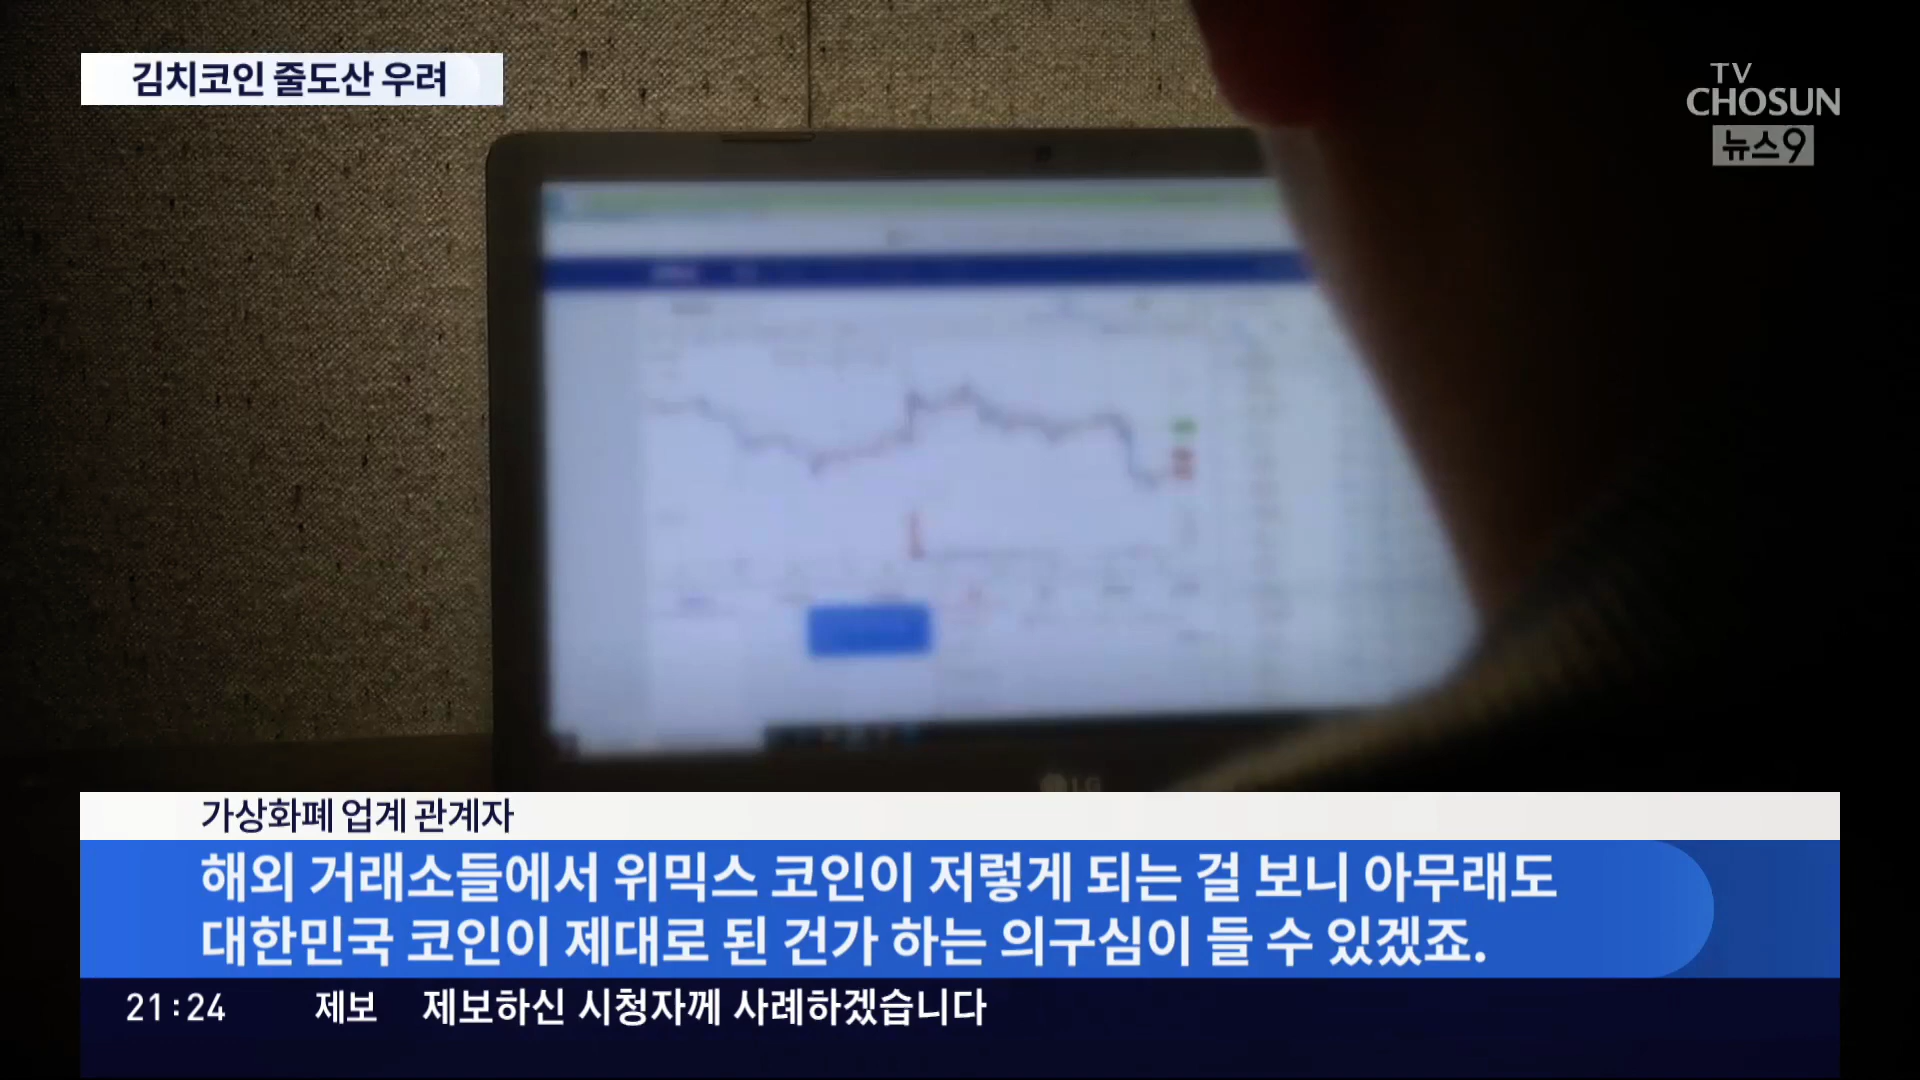 김치코인 줄도산 우려
TV
CHOSUN
뉴스9
LG
가상화폐 업계 관계자
해외 거래소들에서 위믹스 코인이 저렇게 되는 걸 보니 아무래도
대한민국 코인이 제대로 된 건가 하는 의구심이 들 수 있겠죠.
21:24 제보 제보하신 시청자께 사례하겠습니다